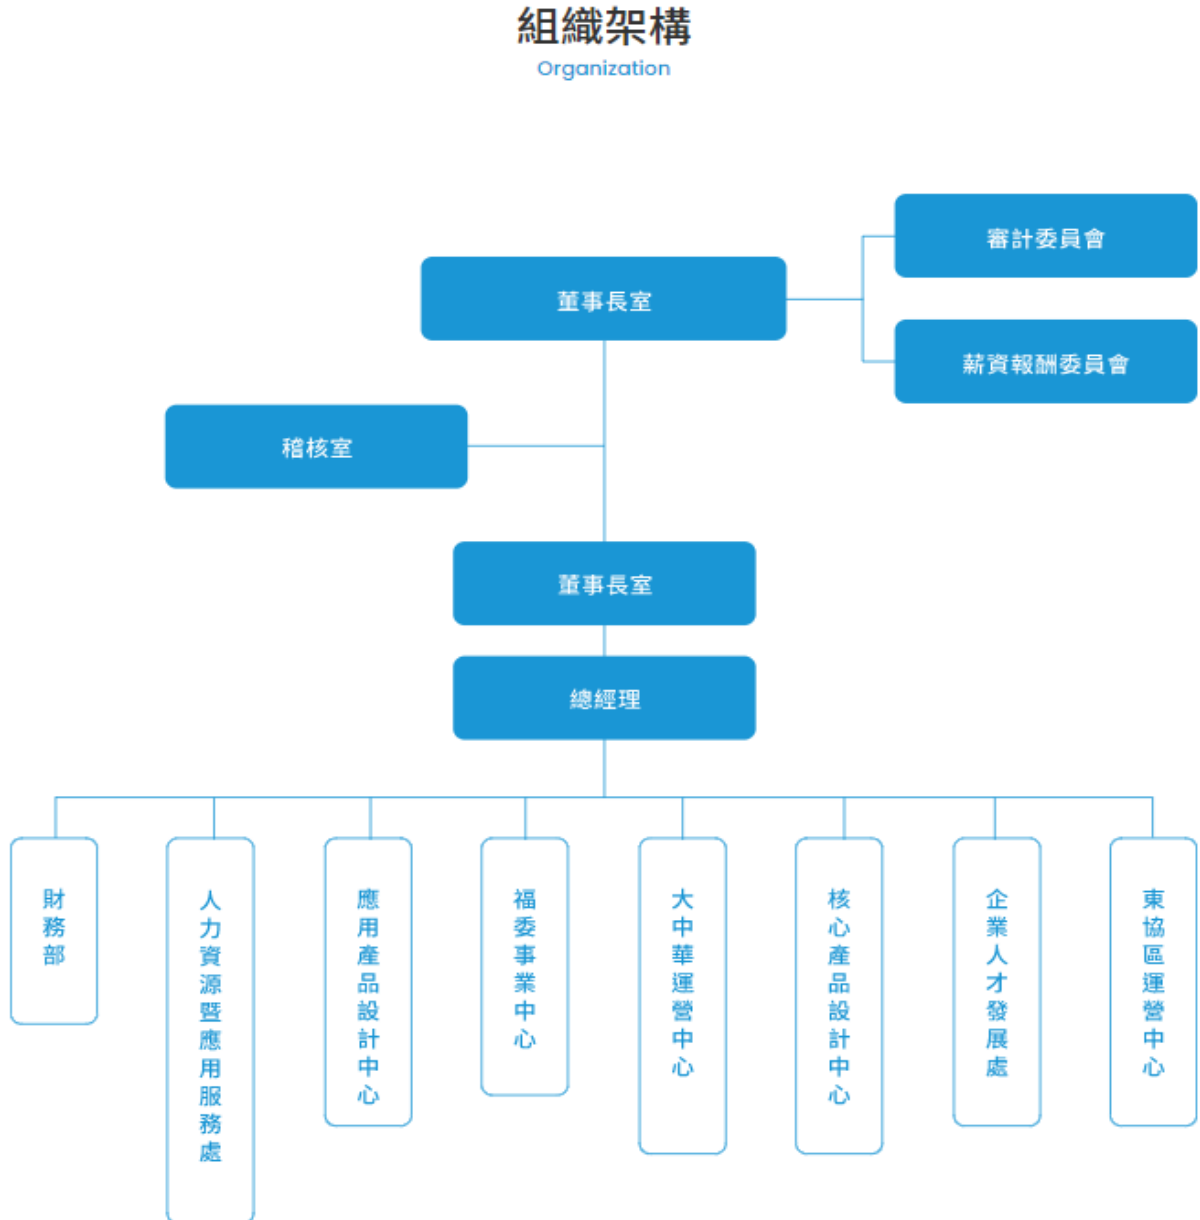 組織架構
Organization
審計委員會
董事長室
薪資報酬委員會
稽核室
董事長室
總經理
財務部
人力資源暨應用服務處
應用產品設計中心
福委事業中心
大中華運營中心
核心產品設計中心
企業人才發展處
東協區運營中心